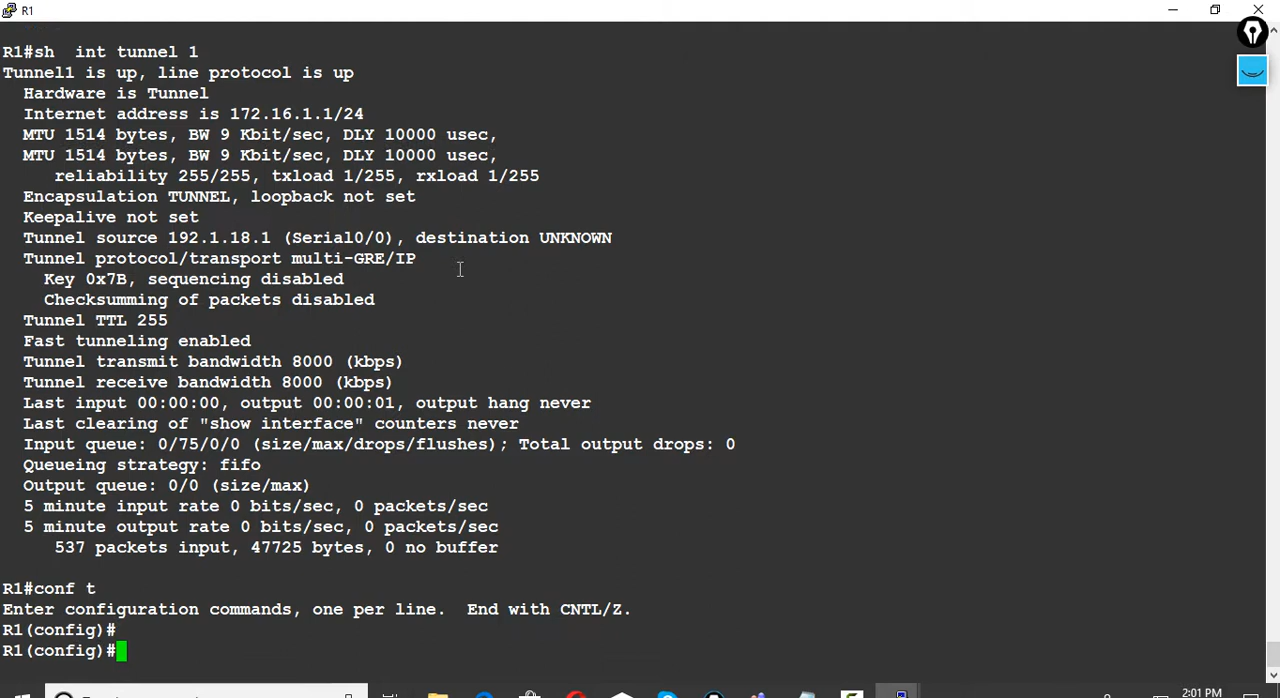 R1
R1#sh  int tunnel 1
Tunnel1 is up, line protocol is up
  Hardware is Tunnel
  Internet address is 172.16.1.1/24
  MTU 1514 bytes, BW 9 Kbit/sec, DLY 10000 usec,
  MTU 1514 bytes, BW 9 Kbit/sec, DLY 10000 usec,
     reliability 255/255, txload 1/255, rxload 1/255
  Encapsulation TUNNEL, loopback not set
  Keepalive not set
  Tunnel source 192.1.18.1 (Serial0/0), destination UNKNOWN
  Tunnel protocol/transport multi-GRE/IP
    Key 0x7B, sequencing disabled
    Checksumming of packets disabled
  Tunnel TTL 255
  Fast tunneling enabled
  Tunnel transmit bandwidth 8000 (kbps)
  Tunnel receive bandwidth 8000 (kbps)
  Last input 00:00:00, output 00:00:01, output hang never
  Last clearing of "show interface" counters never
  Input queue: 0/75/0/0 (size/max/drops/flushes); Total output drops: 0
  Queueing strategy: fifo
  Output queue: 0/0 (size/max)
  5 minute input rate 0 bits/sec, 0 packets/sec
  5 minute output rate 0 bits/sec, 0 packets/sec
     537 packets input, 47725 bytes, 0 no buffer
R1#conf t
Enter configuration commands, one per line.  End with CNTL/Z.
R1(config)#
R1(config)#
2:01 PM